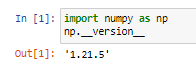 In [1]: import numpy as np
np.__version__
Out[1]: '1.21.5'